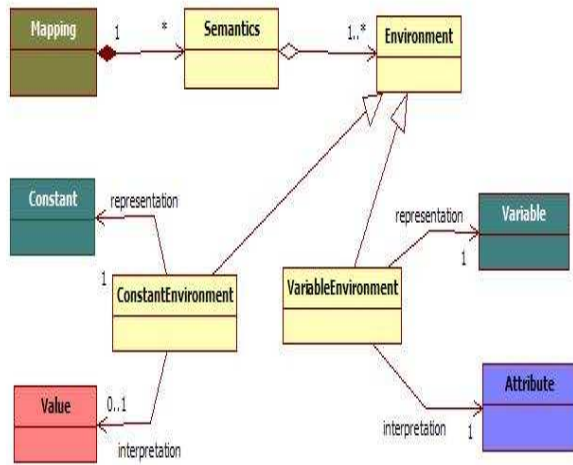 Mapping
1
*
Semantics
1..*
Environment
Constant
representation
1
ConstantEnvironment
Value
0..1
interpretation
VariableEnvironment
representation
Variable
1
Attribute
interpretation
1